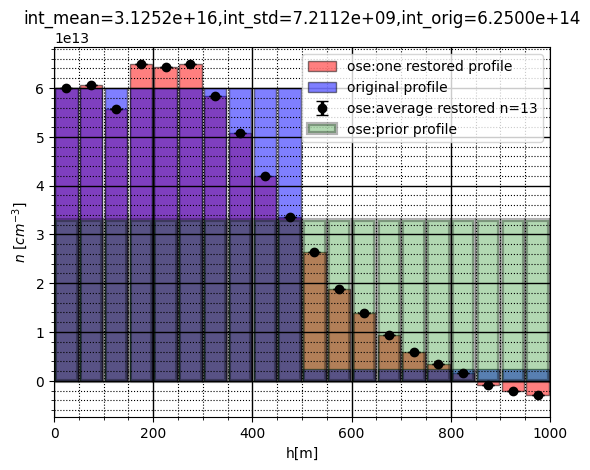 int_mean=3.1252e+16,int_std=7.2112e+09,int_orig=6.2500e+14
1e13
ose:one restored profile
original profile
ose:average restored n=13
ose:prior profile
6
5
4
3
2
1
0
n [cm⁻³]
0 200 400 600 800 1000
h[m]